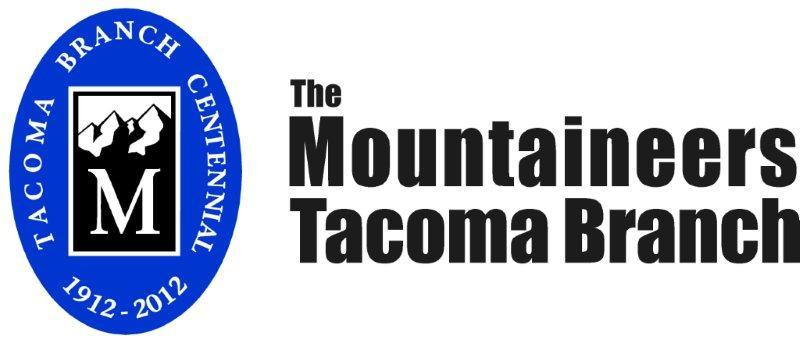 TACOMA BRANCH CENTENNIAL
M
1912 - 2012
The
Mountaineers
Tacoma Branch